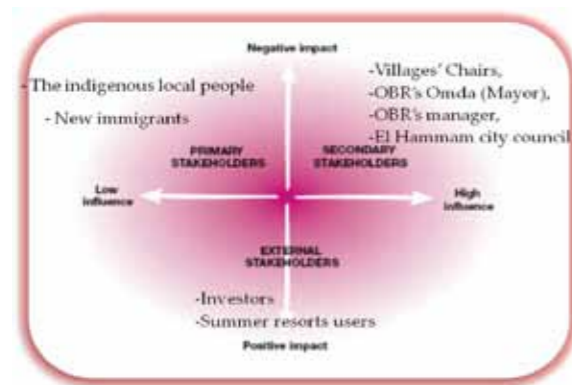 Negative impact
-Villages' Chairs,
- The indigenous local people
-OBR's Omda (Mayor),
- New immigrants
-OBR's manager,
-El Hammam city council
PRIMARY
STAKEHOLDERS
SECONDARY
STAKEHOLDERS
Low
influence
High
influence
EXTERNAL
STAKEHOLDERS
-Investors
-Summer resorts users
Positive impact